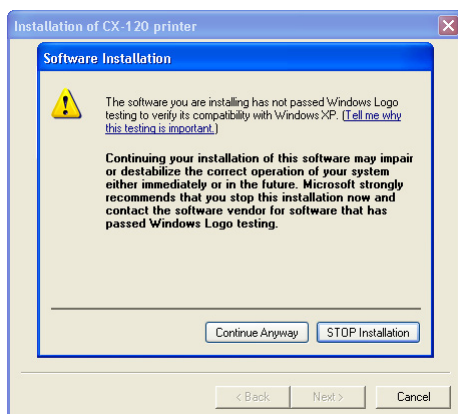 Installation of CX-120 printer
Software Installation
The software you are installing has not passed Windows Logo
testing to verify its compatibility with Windows XP. (Tell me why
this testing is important.)
Continuing your installation of this software may impair
or destabilize the correct operation of your system
either immediately or in the future. Microsoft strongly
recommends that you stop this installation now and
contact the software vendor for software that has
passed Windows Logo testing.
Continue Anyway STOP Installation
< Back Next > Cancel